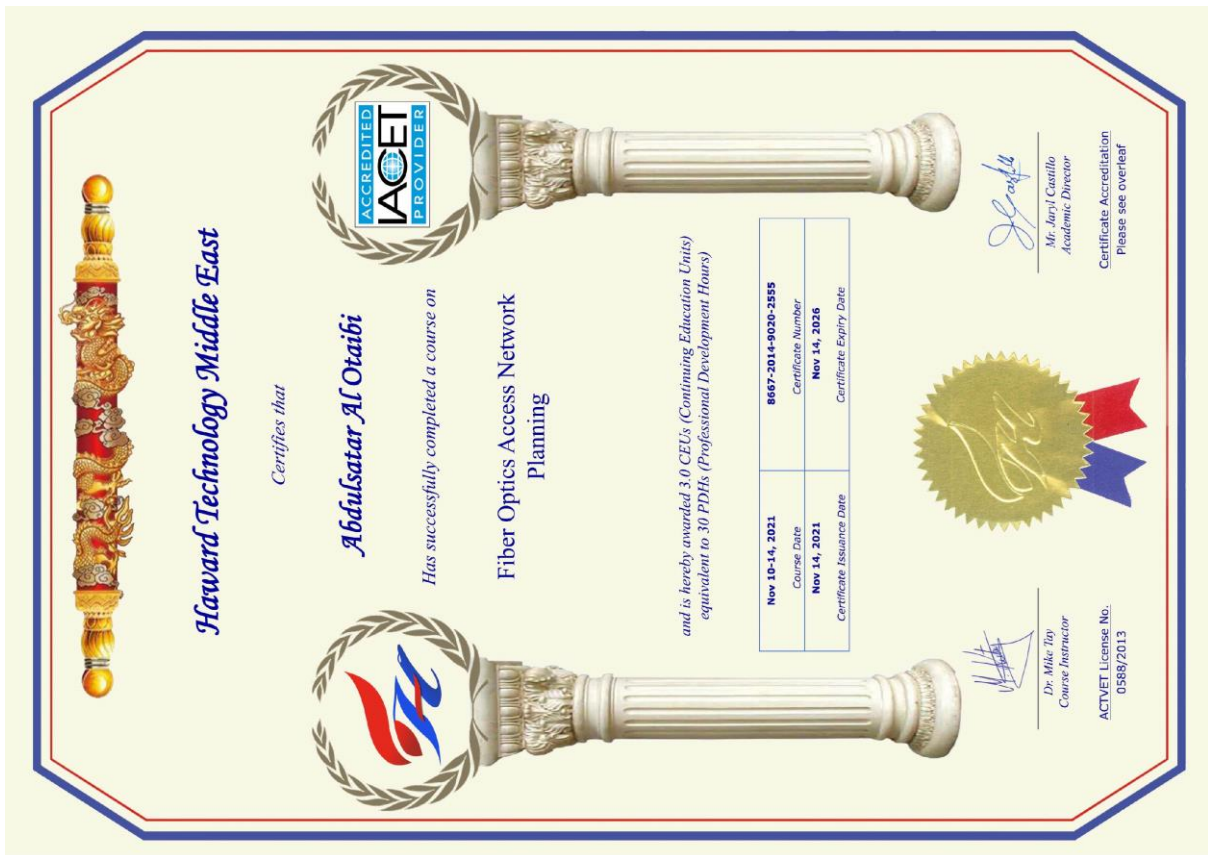 Haward Technology Middle East
Certifies that
Abdulsatar Al Otaibi
Has successfully completed a course on
Fiber Optics Access Network
Planning
ACCREDITED
IACET
PROVIDER
and is hereby awarded 3.0 CEUs (Continuing Education Units)
equivalent to 30 PDHs (Professional Development Hours)
Nov 10-14, 2021
Course Date
8667-2014-9020-2555
Certificate Number
Nov 14, 2021
Certificate Issuance Date
Nov 14, 2026
Certificate Expiry Date
Dr. Mike Tay
Course Instructor
ACTVET License No.
0588/2013
Mr. Jaryl Castillo
Academic Director
Certificate Accreditation
Please see overleaf